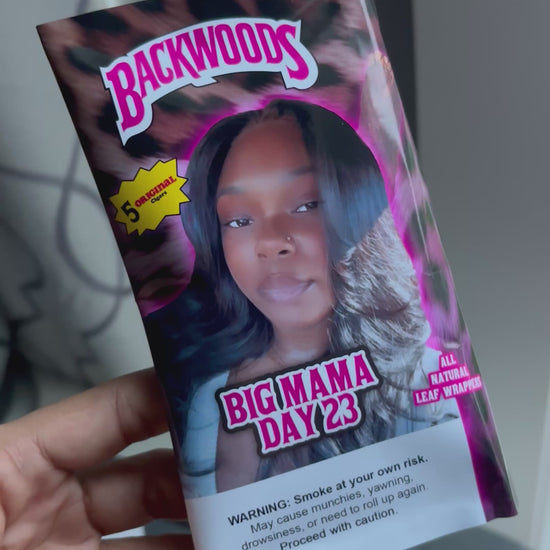 BACKWOODS
5 ORIGINAL
Cigars
BIG MAMA
DAY 23
ALL
NATURAL
LEAF WRAPPERS
WARNING: Smoke at your own risk.
May cause munchies, yawning,
drowsiness, or need to roll up again.
Proceed with caution.